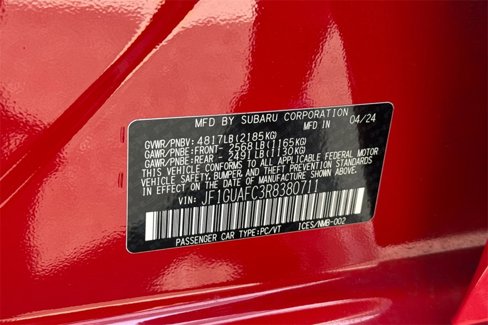 MFD BY SUBARU CORPORATION
MFD IN 04/24
GVWR/PNBV: 4817LB(2185KG)
GAWR/PNBE:FRONT- 2568LB(1165KG)
GAWR/PNBE:REAR - 2491LB(1130KG)
THIS VEHICLE CONFORMS TO ALL APPLICABLE FEDERAL MOTOR
VEHICLE SAFETY, BUMPER, AND THEFT PREVENTION STANDARDS
IN EFFECT ON THE DATE OF MANUFACTURE SHOWN ABOVE.
VIN: JF1GUAFC3R8380711
PASSENGER CAR TYPE:PC/VT ICES/NMB-002